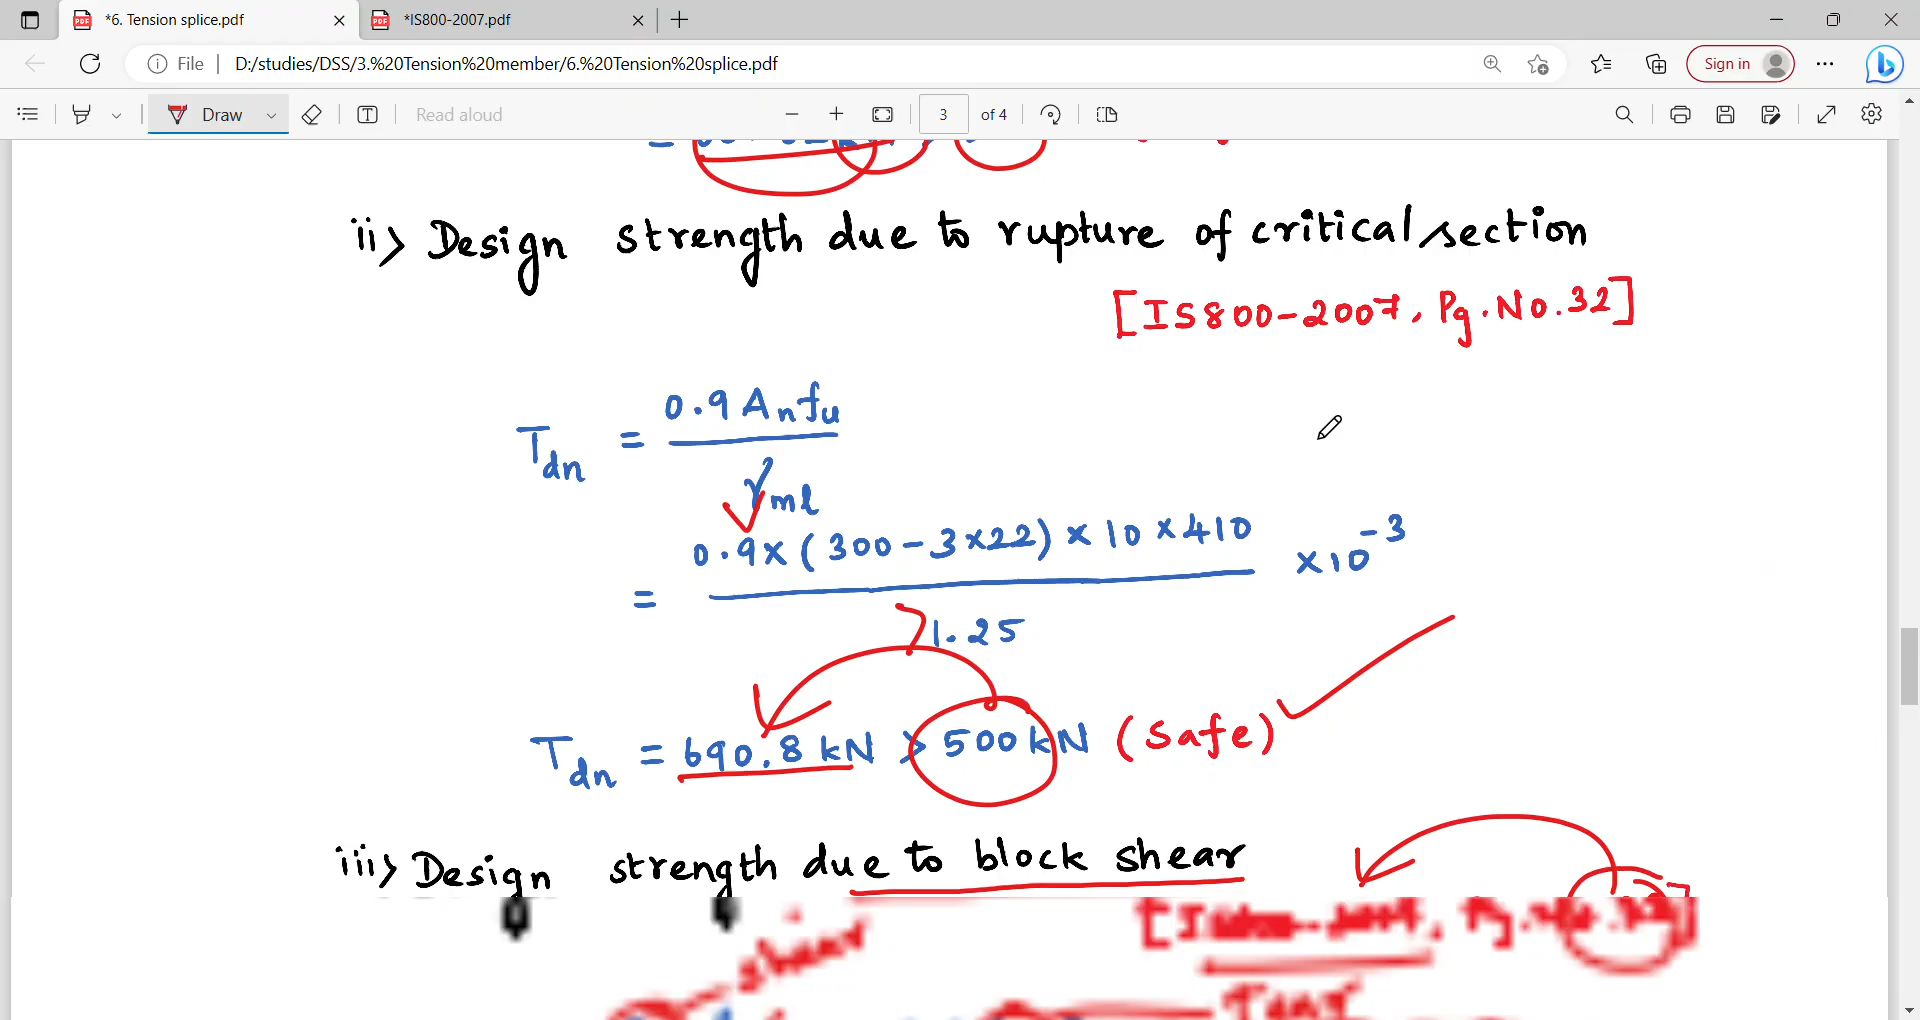 *6. Tension splice.pdf
*IS800-2007.pdf
File | D:/studies/DSS/3.%20Tension%20member/6.%20Tension%20splice.pdf
Sign in
Draw
Read aloud
3 of 4
ii> Design strength due to rupture of critical section
[IS800-2007, Pg.No.32]
Tdn = 0.9 An fu
γml
= 0.9x (300-3x22) x 10 x 410 x10^-3
1.25
Tdn = 690.8 kN > 500 kN (Safe)
iii> Design strength due to block shear
shear